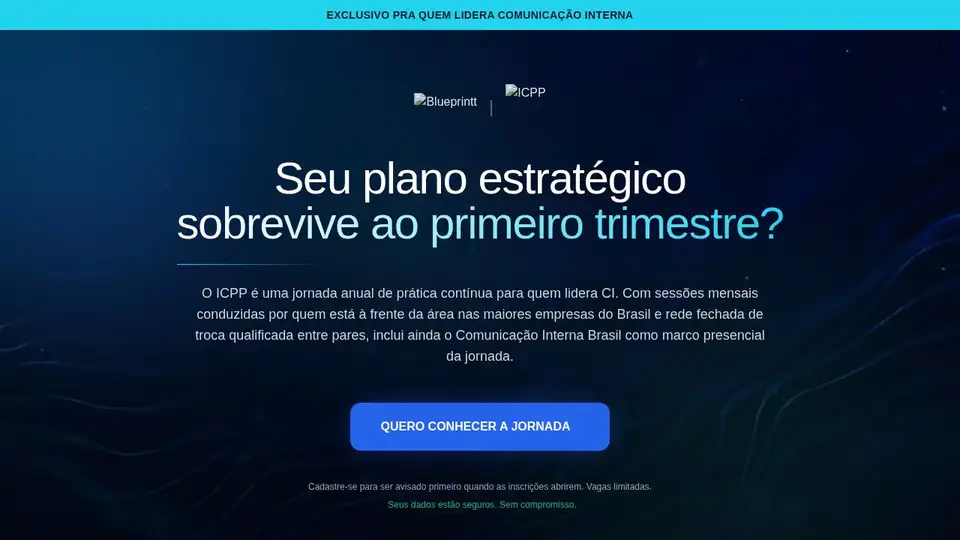 EXCLUSIVO PRA QUEM LIDERA COMUNICAÇÃO INTERNA
Blueprintt
ICPP
Seu plano estratégico
sobrevive ao primeiro trimestre?
O ICPP é uma jornada anual de prática contínua para quem lidera CI. Com sessões mensais
conduzidas por quem está à frente da área nas maiores empresas do Brasil e rede fechada de
troca qualificada entre pares, inclui ainda o Comunicação Interna Brasil como marco presencial
da jornada.
QUERO CONHECER A JORNADA
Cadastre-se para ser avisado primeiro quando as inscrições abrirem. Vagas limitadas.
Seus dados estão seguros. Sem compromisso.